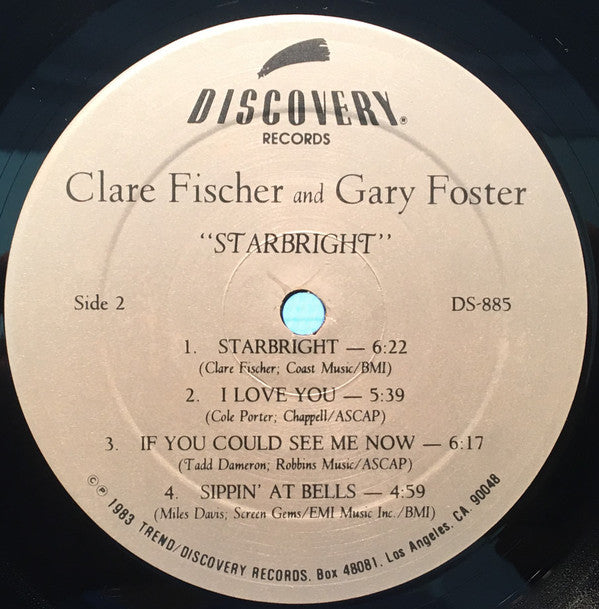 DISCOVERY®
RECORDS
Clare Fischer and Gary Foster
"STARBRIGHT"
Side 2 DS-885
1. STARBRIGHT — 6:22
(Clare Fischer; Coast Music/BMI)
2. I LOVE YOU — 5:39
(Cole Porter; Chappell/ASCAP)
3. IF YOU COULD SEE ME NOW — 6:17
(Tadd Dameron; Robbins Music/ASCAP)
4. SIPPIN' AT BELLS — 4:59
(Miles Davis; Screen Gems/EMI Music Inc./BMI)
©℗ 1983 TREND/DISCOVERY RECORDS. Box 48081. Los Angeles, CA. 90048